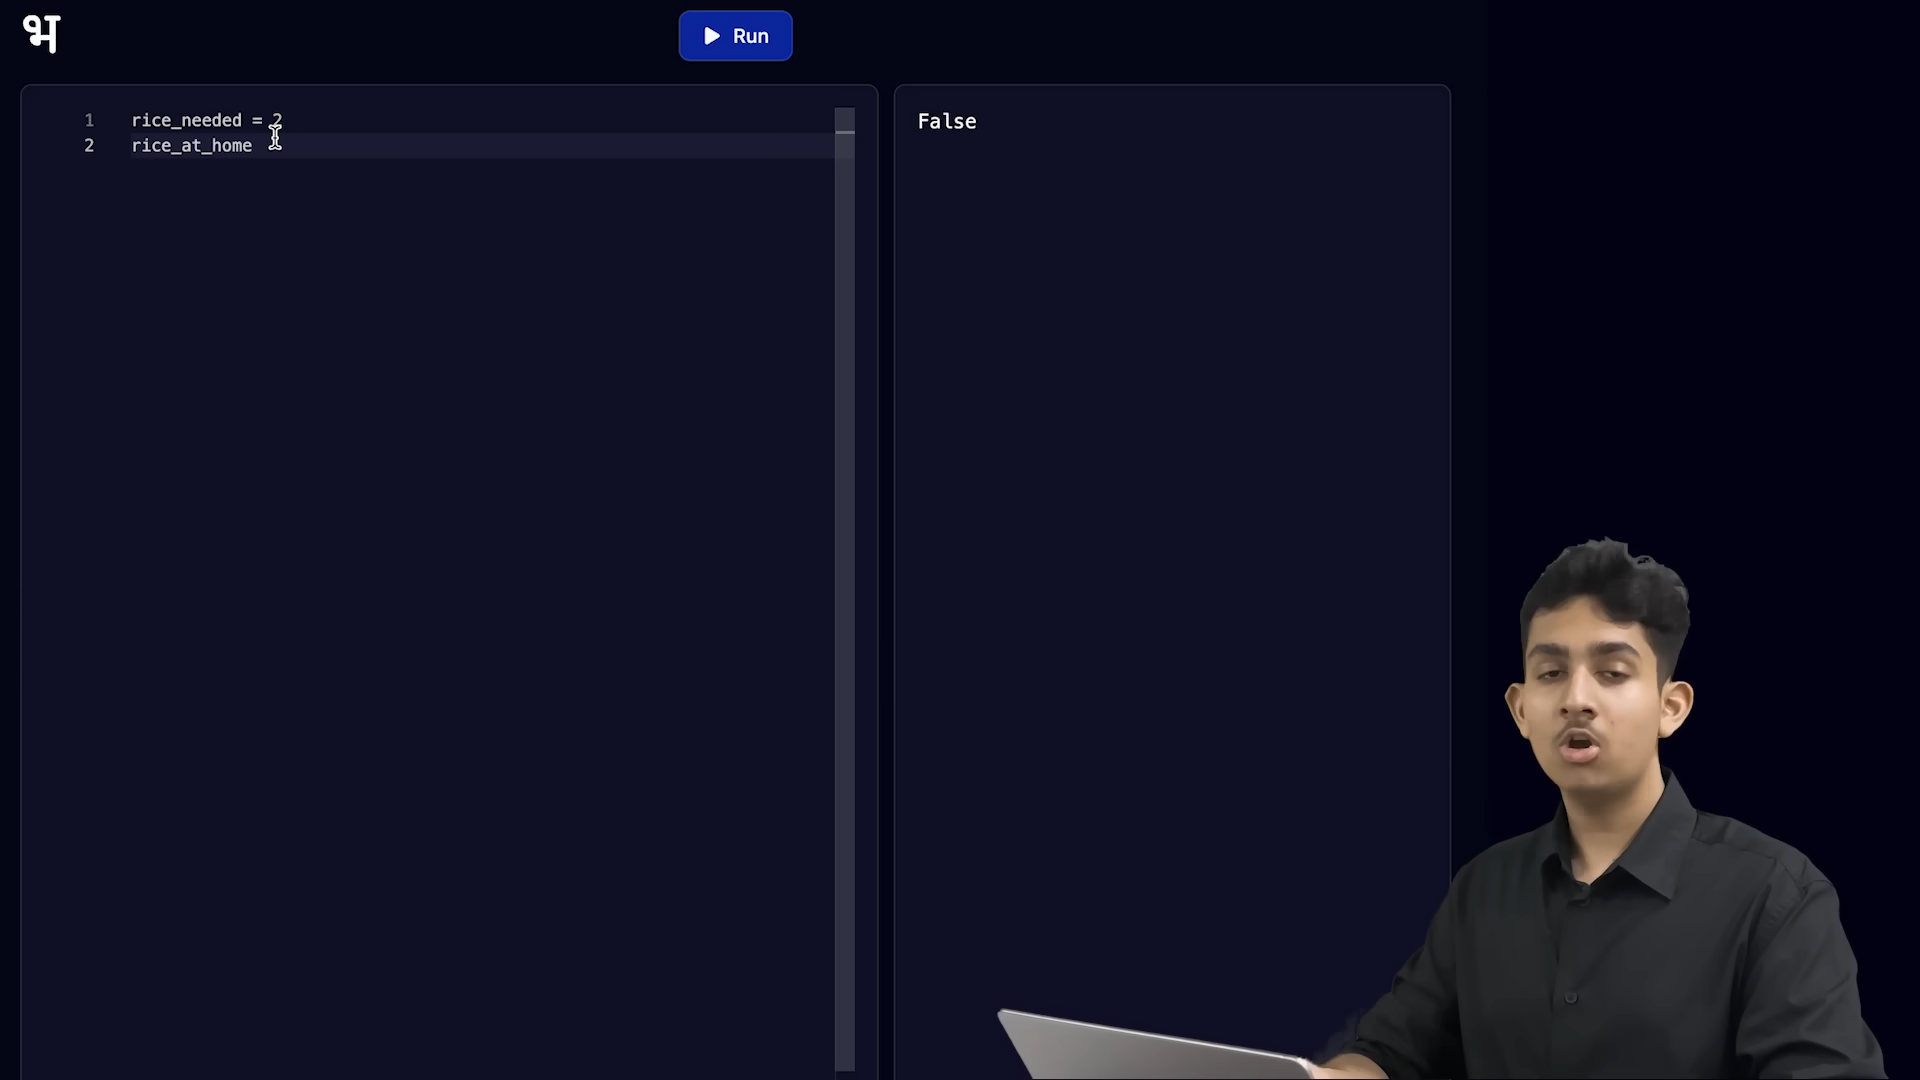 भ
Run
1 rice_needed = 2
2 rice_at_home
False